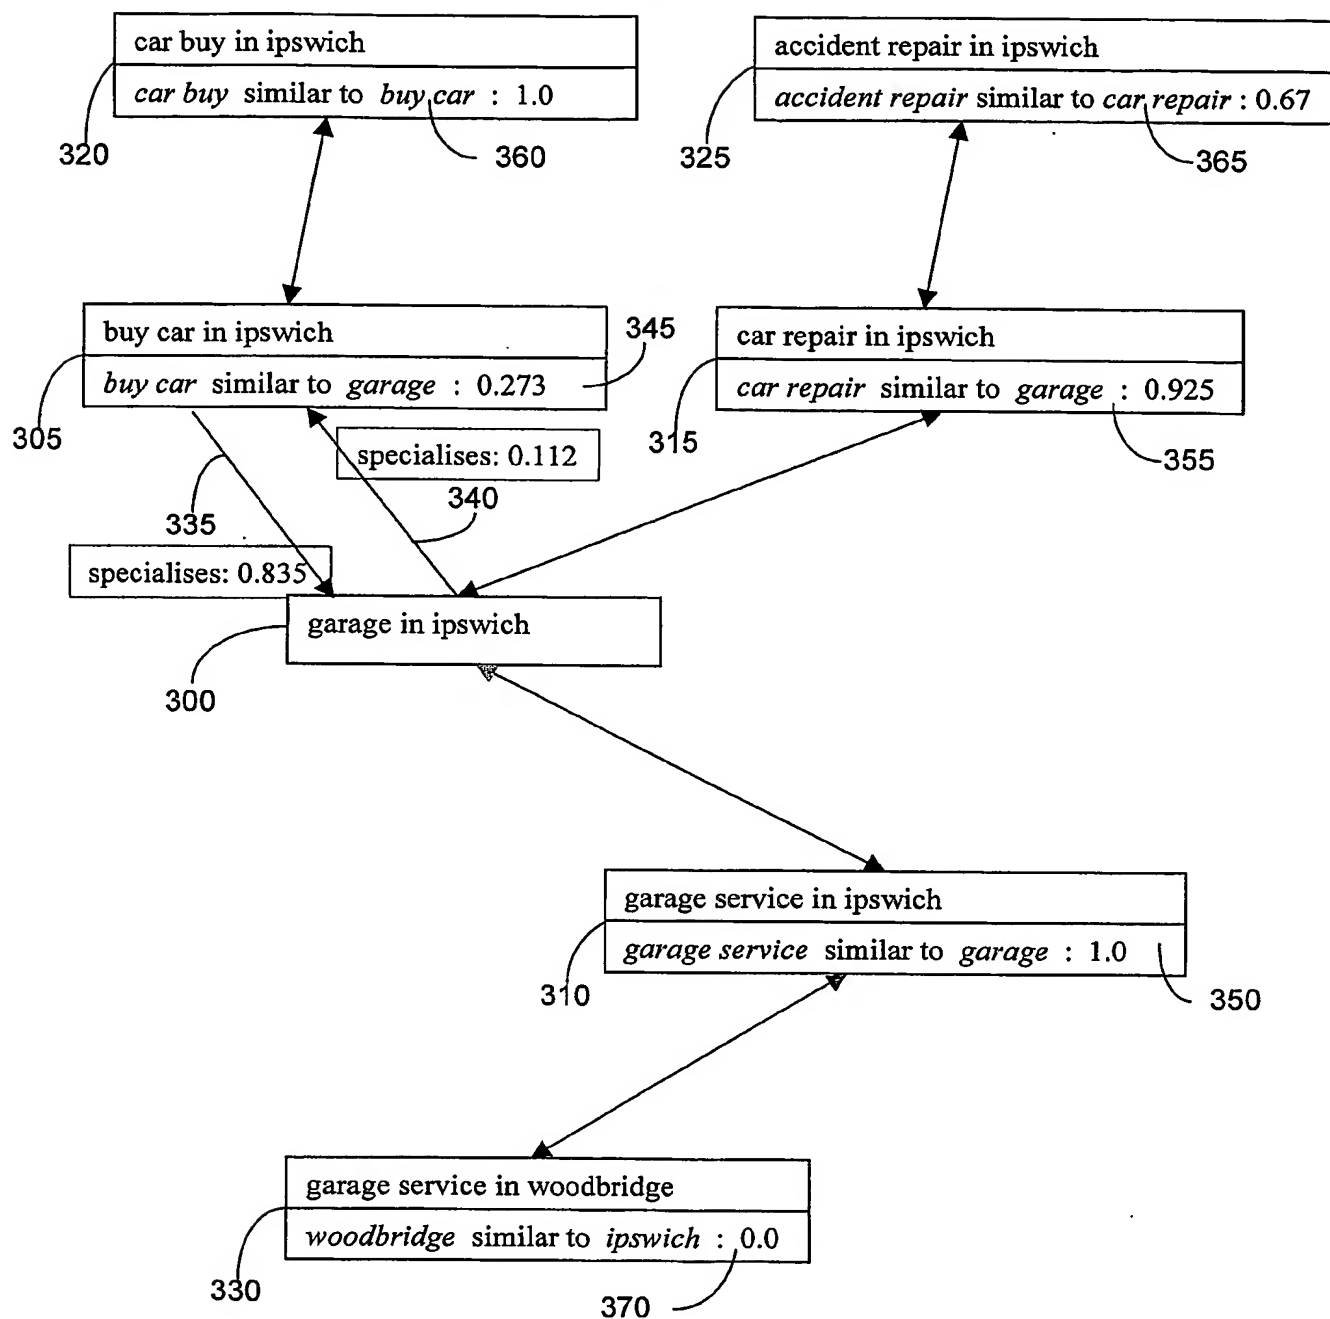 car buy in ipswich
car buy similar to buy car : 1.0
320
360
accident repair in ipswich
accident repair similar to car repair : 0.67
325
365
buy car in ipswich
buy car similar to garage : 0.273
345
305
car repair in ipswich
car repair similar to garage : 0.925
315
355
specialises: 0.112
340
335
specialises: 0.835
garage in ipswich
300
garage service in ipswich
garage service similar to garage : 1.0
310
350
garage service in woodbridge
woodbridge similar to ipswich : 0.0
330
370